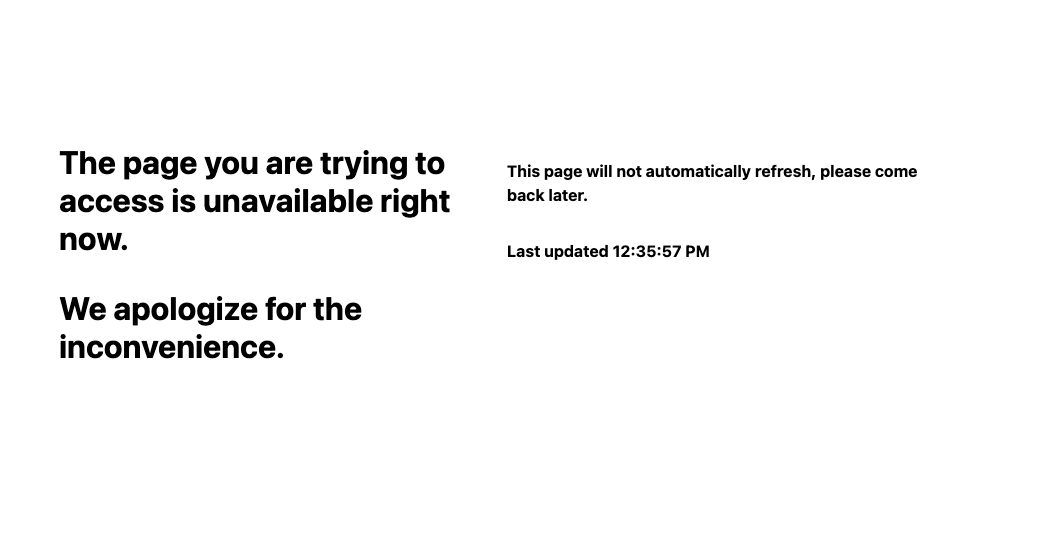 The page you are trying to
access is unavailable right
now.
We apologize for the
inconvenience.
This page will not automatically refresh, please come
back later.
Last updated 12:35:57 PM